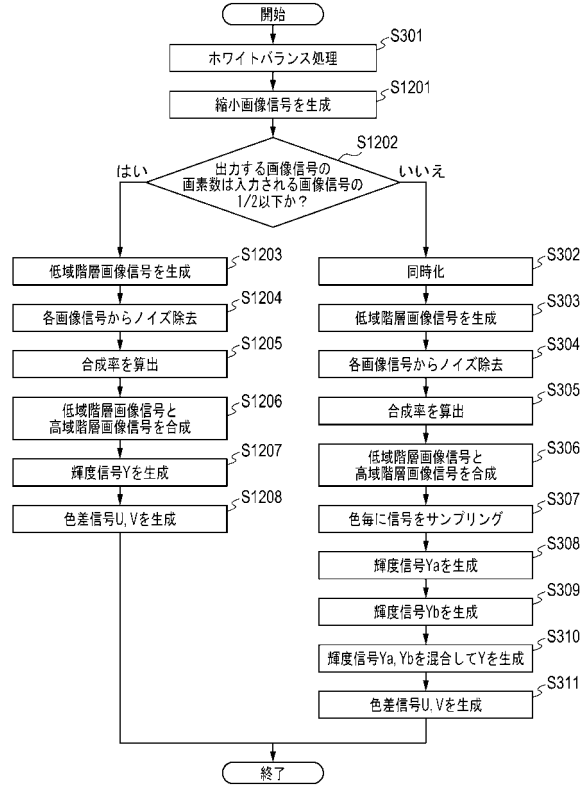 開始
S301
ホワイトバランス処理
S1201
縮小画像信号を生成
S1202
出力する画像信号の
画素数は入力される画像信号の
1/2以下か?
はい
いいえ
S1203
低域階層画像信号を生成
S1204
各画像信号からノイズ除去
S1205
合成率を算出
S1206
低域階層画像信号と
高域階層画像信号を合成
S1207
輝度信号Yを生成
S1208
色差信号U,Vを生成
S302
同時化
S303
低域階層画像信号を生成
S304
各画像信号からノイズ除去
S305
合成率を算出
S306
低域階層画像信号と
高域階層画像信号を合成
S307
色毎に信号をサンプリング
S308
輝度信号Yaを生成
S309
輝度信号Ybを生成
S310
輝度信号Ya,Ybを混合してYを生成
S311
色差信号U,Vを生成
終了